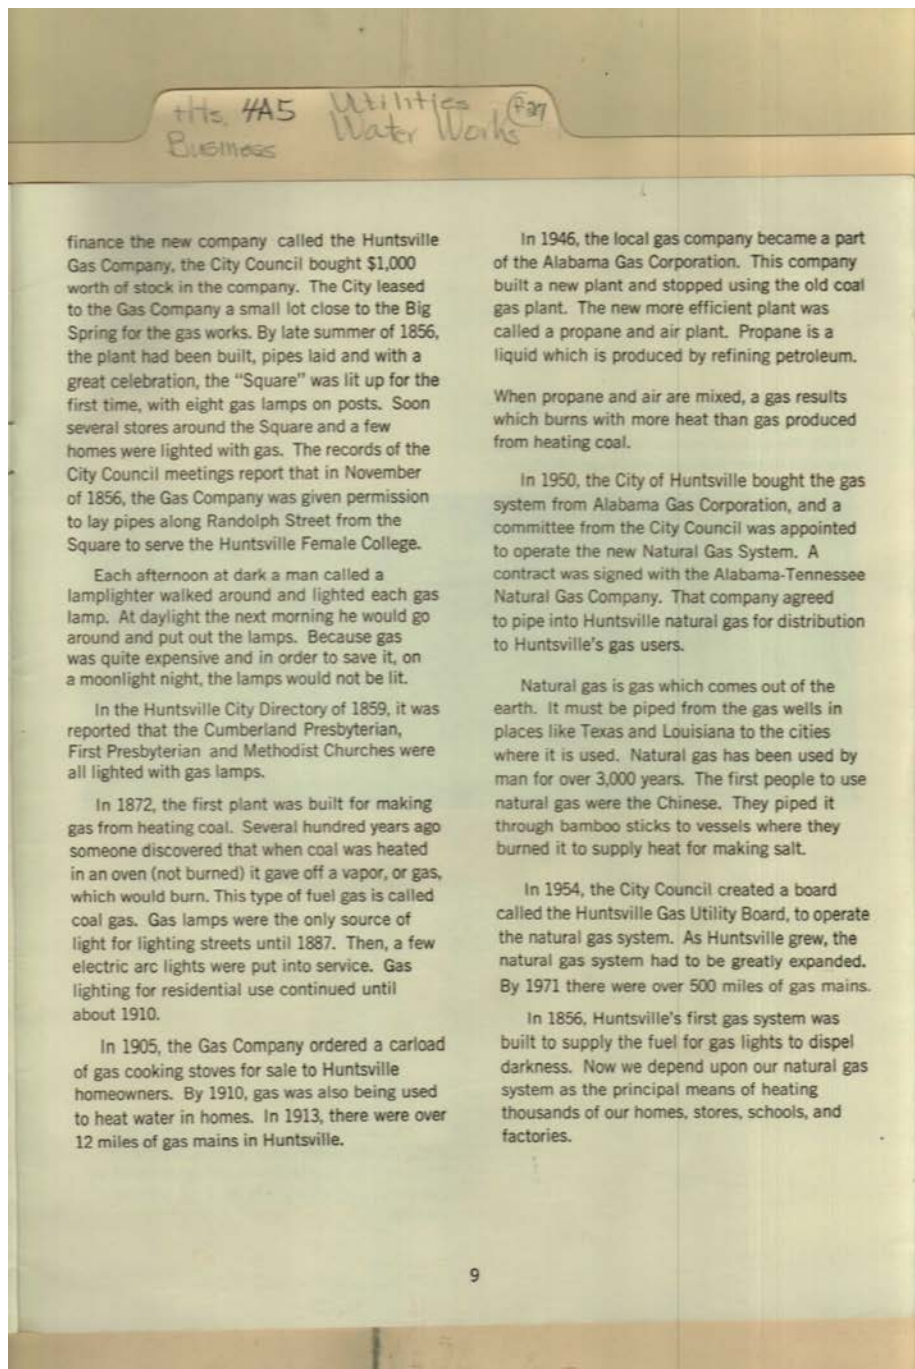 Hs. 4A5 Utilities P27
Business Water Works
finance the new company called the Huntsville
Gas Company, the City Council bought $1,000
worth of stock in the company. The City leased
to the Gas Company a small lot close to the Big
Spring for the gas works. By late summer of 1856,
the plant had been built, pipes laid and with a
great celebration, the “Square” was lit up for the
first time, with eight gas lamps on posts. Soon
several stores around the Square and a few
homes were lighted with gas. The records of the
City Council meetings report that in November
of 1856, the Gas Company was given permission
to lay pipes along Randolph Street from the
Square to serve the Huntsville Female College.
Each afternoon at dark a man called a
lamplighter walked around and lighted each gas
lamp. At daylight the next morning he would go
around and put out the lamps. Because gas
was quite expensive and in order to save it, on
a moonlight night, the lamps would not be lit.
In the Huntsville City Directory of 1859, it was
reported that the Cumberland Presbyterian,
First Presbyterian and Methodist Churches were
all lighted with gas lamps.
In 1872, the first plant was built for making
gas from heating coal. Several hundred years ago
someone discovered that when coal was heated
in an oven (not burned) it gave off a vapor, or gas,
which would burn. This type of fuel gas is called
coal gas. Gas lamps were the only source of
light for lighting streets until 1887. Then, a few
electric arc lights were put into service. Gas
lighting for residential use continued until
about 1910.
In 1905, the Gas Company ordered a carload
of gas cooking stoves for sale to Huntsville
homeowners. By 1910, gas was also being used
to heat water in homes. In 1913, there were over
12 miles of gas mains in Huntsville.
In 1946, the local gas company became a part
of the Alabama Gas Corporation. This company
built a new plant and stopped using the old coal
gas plant. The new more efficient plant was
called a propane and air plant. Propane is a
liquid which is produced by refining petroleum.
When propane and air are mixed, a gas results
which burns with more heat than gas produced
from heating coal.
In 1950, the City of Huntsville bought the gas
system from Alabama Gas Corporation, and a
committee from the City Council was appointed
to operate the new Natural Gas System. A
contract was signed with the Alabama-Tennessee
Natural Gas Company. That company agreed
to pipe into Huntsville natural gas for distribution
to Huntsville's gas users.
Natural gas is gas which comes out of the
earth. It must be piped from the gas wells in
places like Texas and Louisiana to the cities
where it is used. Natural gas has been used by
man for over 3,000 years. The first people to use
natural gas were the Chinese. They piped it
through bamboo sticks to vessels where they
burned it to supply heat for making salt.
In 1954, the City Council created a board
called the Huntsville Gas Utility Board, to operate
the natural gas system. As Huntsville grew, the
natural gas system had to be greatly expanded.
By 1971 there were over 500 miles of gas mains.
In 1856, Huntsville's first gas system was
built to supply the fuel for gas lights to dispel
darkness. Now we depend upon our natural gas
system as the principal means of heating
thousands of our homes, stores, schools, and
factories.
9